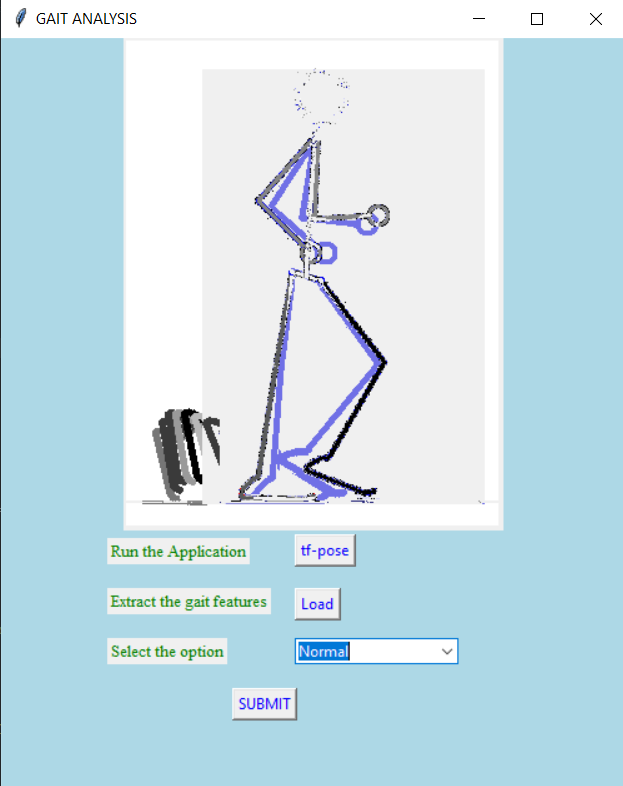 GAIT ANALYSIS
Run the Application
tf-pose
Extract the gait features
Load
Select the option
Normal
SUBMIT